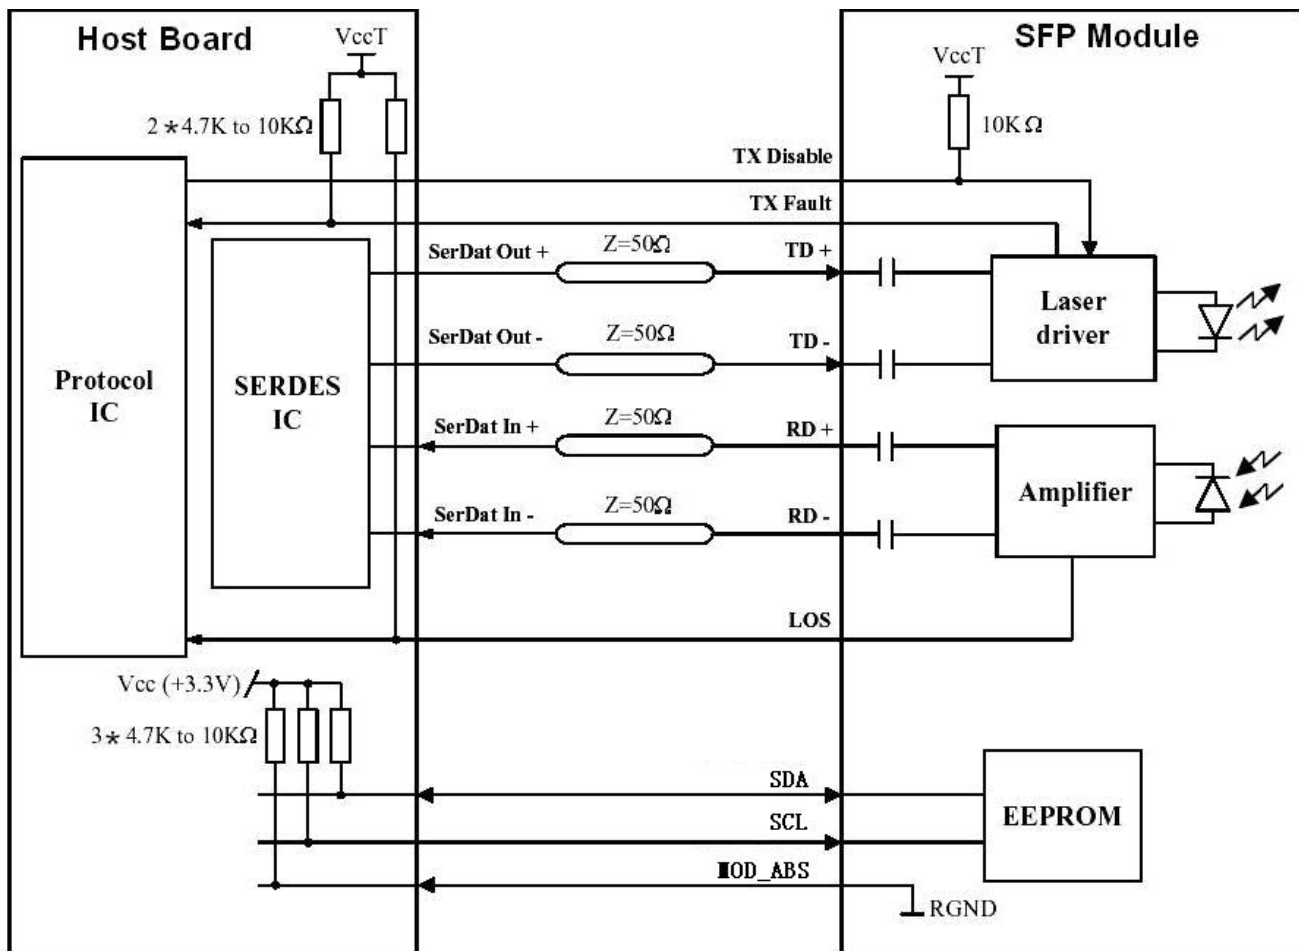 Host Board
SFP Module
VccT
VccT
2*4.7K to 10KΩ
10KΩ
TX Disable
TX Fault
SerDat Out +
Z=50Ω
TD +
SerDat Out -
Z=50Ω
TD -
Laser
driver
Protocol
IC
SERDES
IC
SerDat In +
Z=50Ω
RD +
SerDat In -
Z=50Ω
RD -
Amplifier
LOS
Vcc (+3.3V)
3* 4.7K to 10KΩ
SDA
SCL
MOD_ABS
EEPROM
RGND